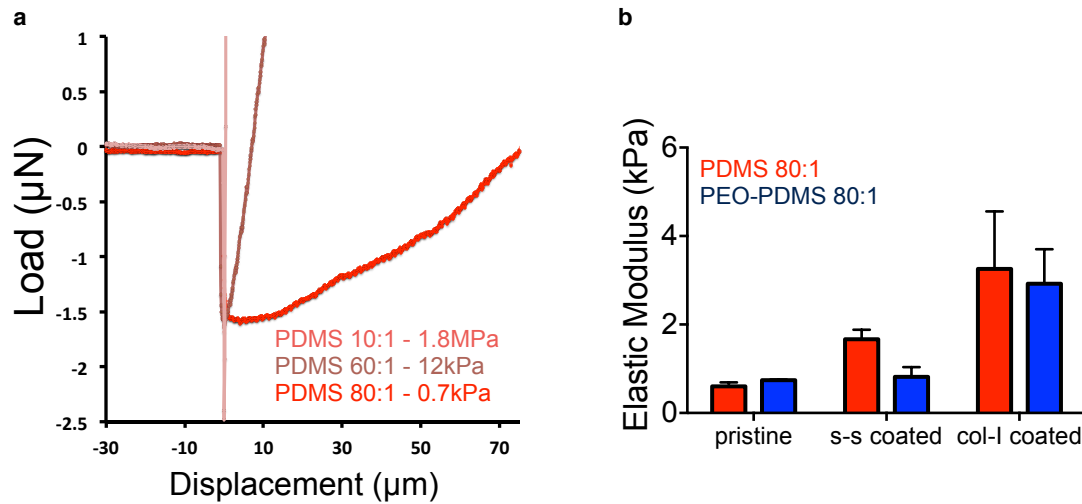 a
Load (µN)
1
0.5
0
-0.5
-1
-1.5
-2
-2.5
PDMS 10:1 - 1.8MPa
PDMS 60:1 - 12kPa
PDMS 80:1 - 0.7kPa
-30 -10 10 30 50 70
Displacement (µm)
b
Elastic Modulus (kPa)
6
4
2
0
PDMS 80:1
PEO-PDMS 80:1
pristine s-s coated col-I coated